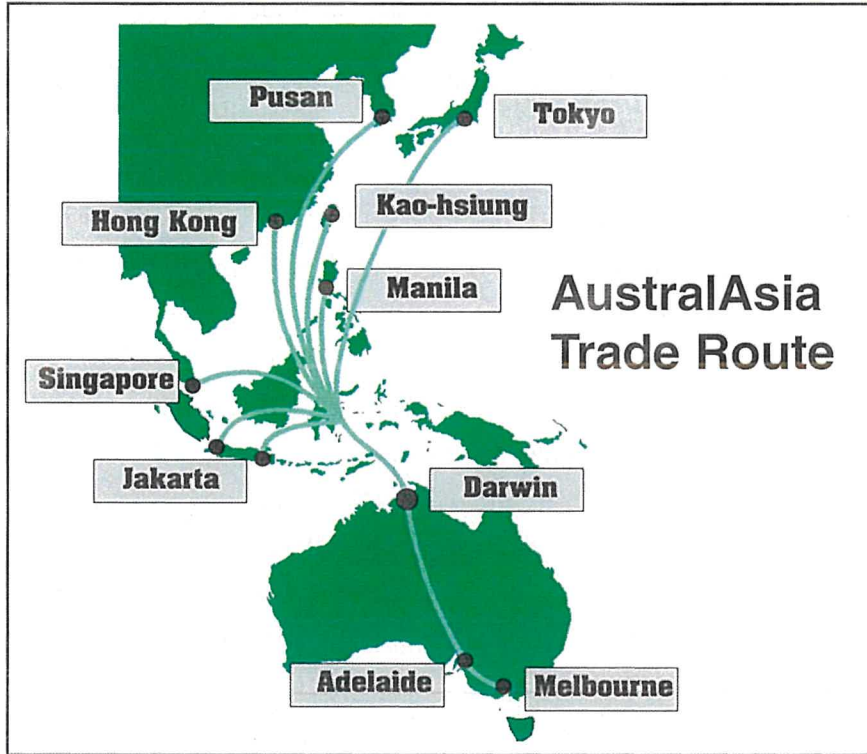 Pusan
Tokyo
Kao-hsiung
Hong Kong
Manila
AustralAsia
Trade Route
Singapore
Jakarta
Darwin
Adelaide
Melbourne